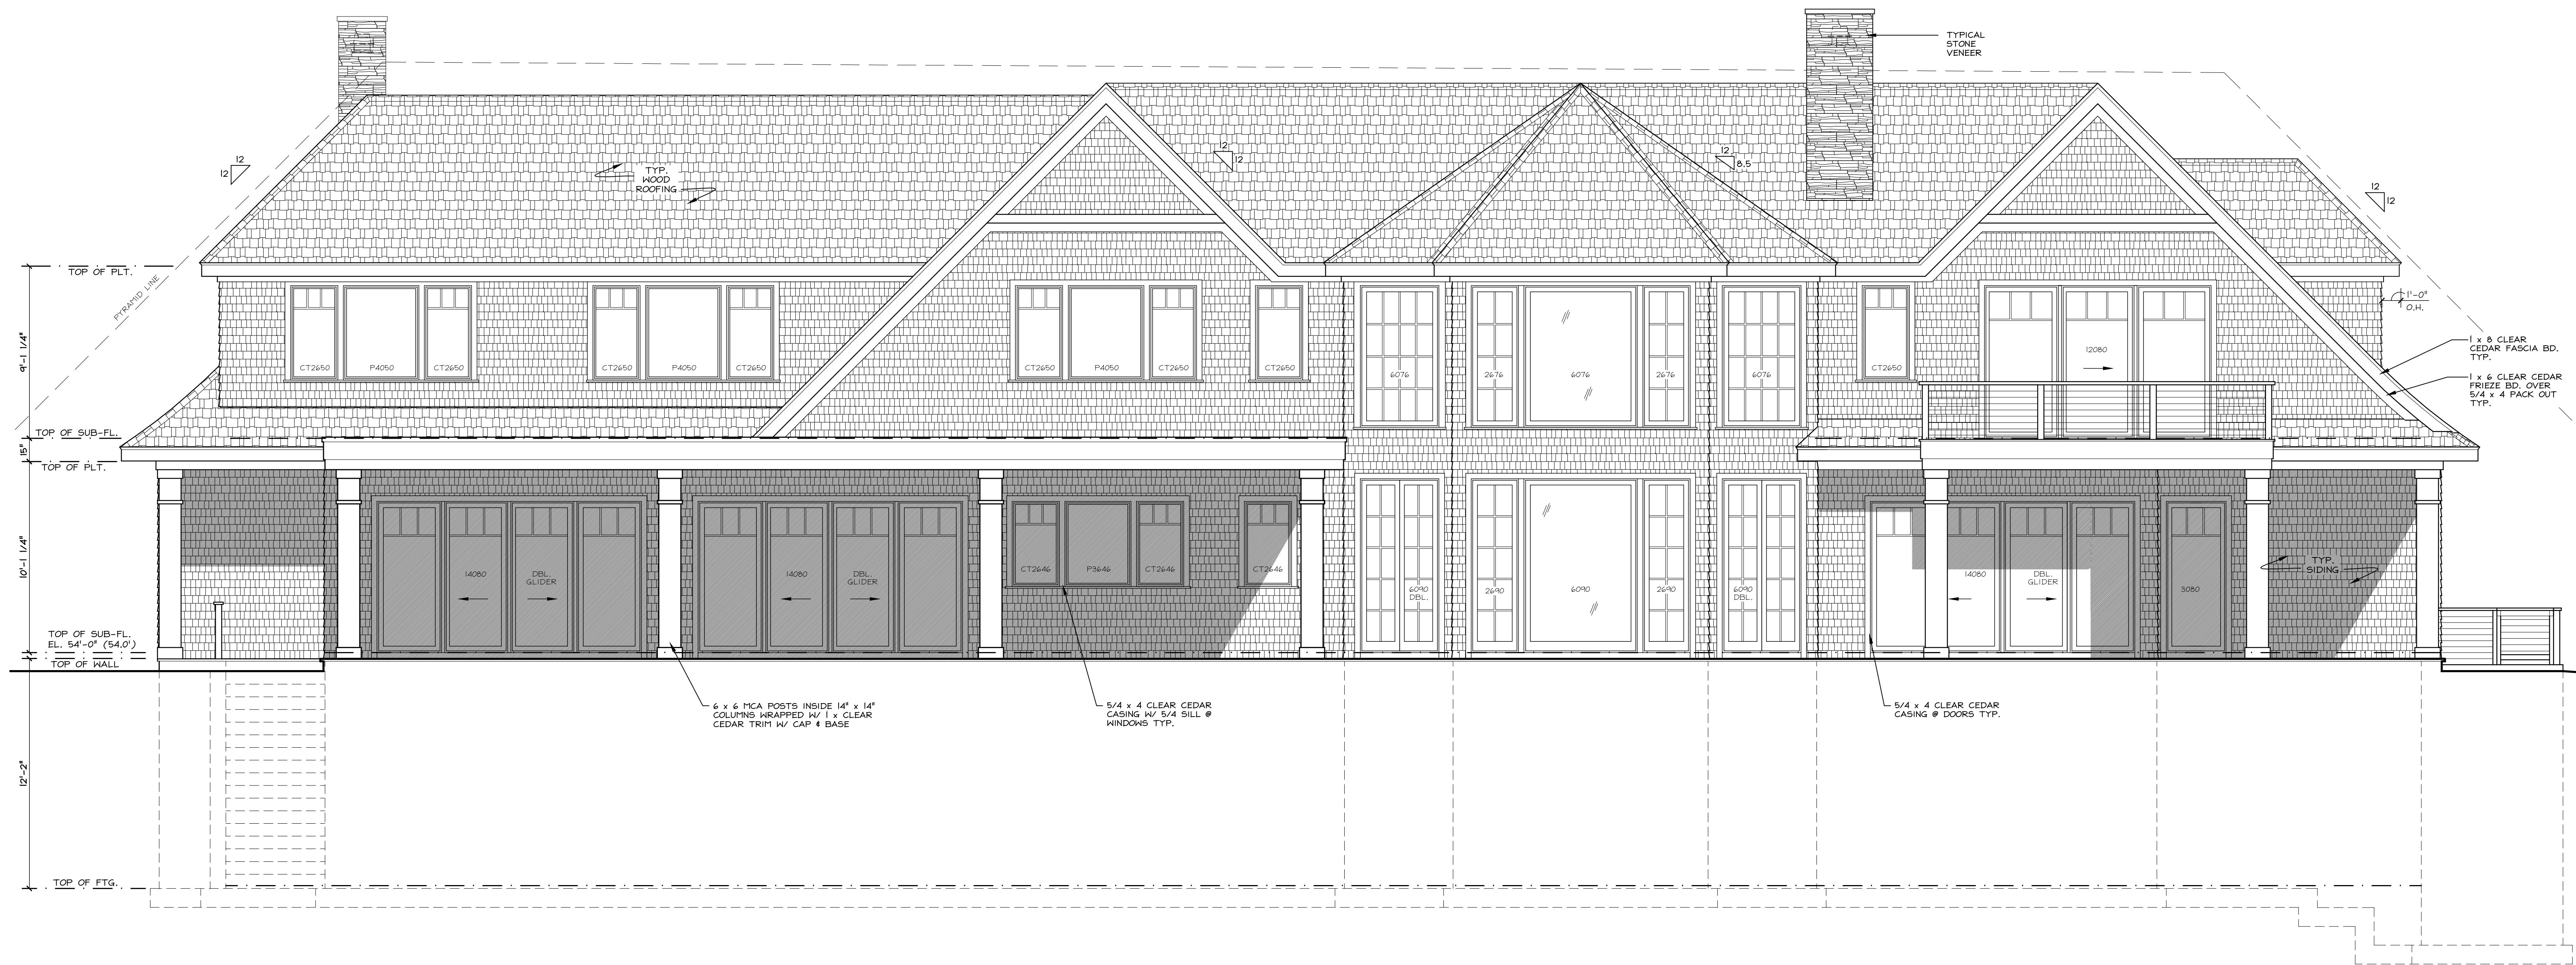 TYPICAL
STONE
VENEER
12
12
TYP.
WOOD
ROOFING
12
12
12
8.5
12
12
TOP OF PLT.
PYRAMID LINE
9'-1 1/4"
1'-0"
O.H.
CT2650
P4050
CT2650
CT2650
P4050
CT2650
CT2650
P4050
CT2650
CT2650
6076
2676
6076
2676
6076
CT2650
12080
1 x 8 CLEAR
CEDAR FASCIA BD.
TYP.
1 x 6 CLEAR CEDAR
FRIEZE BD. OVER
5/4 x 4 PACK OUT
TYP.
TOP OF SUB-FL.
15"
TOP OF PLT.
10'-1 1/4"
14080
DBL.
GLIDER
14080
DBL.
GLIDER
CT2646
P3646
CT2646
CT2646
6090
DBL.
2690
6090
2690
6090
DBL.
14080
DBL.
GLIDER
3080
TYP.
SIDING
TOP OF SUB-FL.
EL. 54'-0" (54.0')
TOP OF WALL
6 x 6 MCA POSTS INSIDE 14" x 14"
COLUMNS WRAPPED W/ 1 x CLEAR
CEDAR TRIM W/ CAP & BASE
5/4 x 4 CLEAR CEDAR
CASING W/ 5/4 SILL @
WINDOWS TYP.
5/4 x 4 CLEAR CEDAR
CASING @ DOORS TYP.
12'-2"
TOP OF FTG.